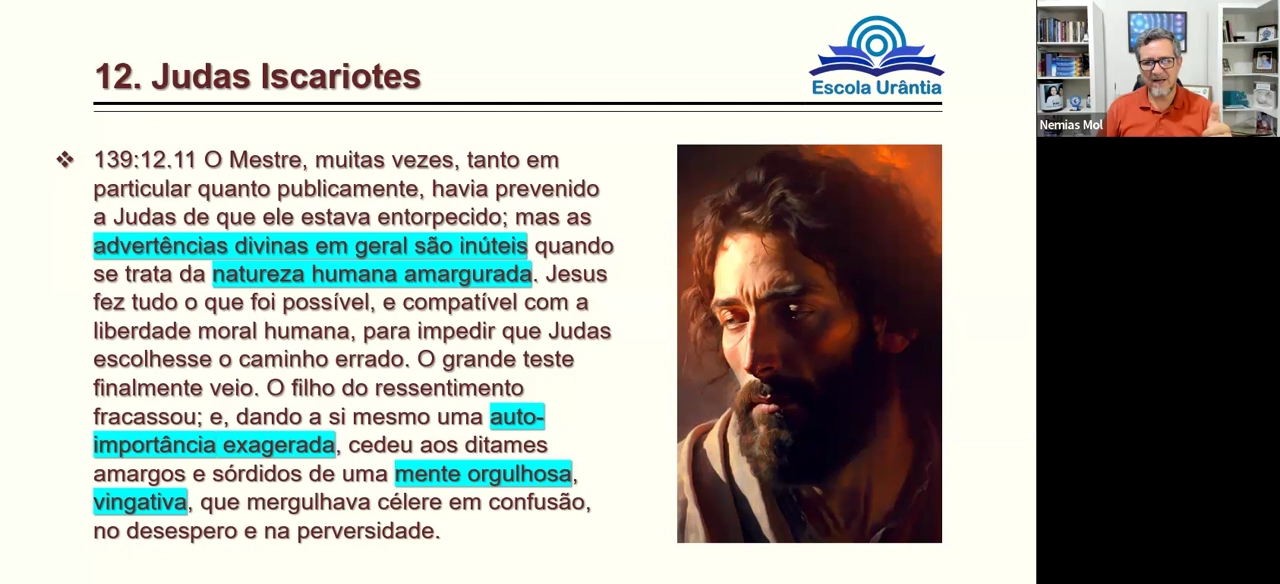 12. Judas Iscariotes
Escola Urântia
Nemias Mol
139:12.11 O Mestre, muitas vezes, tanto em
particular quanto publicamente, havia prevenido
a Judas de que ele estava entorpecido; mas as
advertências divinas em geral são inúteis quando
se trata da natureza humana amargurada. Jesus
fez tudo o que foi possível, e compatível com a
liberdade moral humana, para impedir que Judas
escolhesse o caminho errado. O grande teste
finalmente veio. O filho do ressentimento
fracassou; e, dando a si mesmo uma auto-
importância exagerada, cedeu aos ditames
amargos e sórdidos de uma mente orgulhosa,
vingativa, que mergulhava célere em confusão,
no desespero e na perversidade.